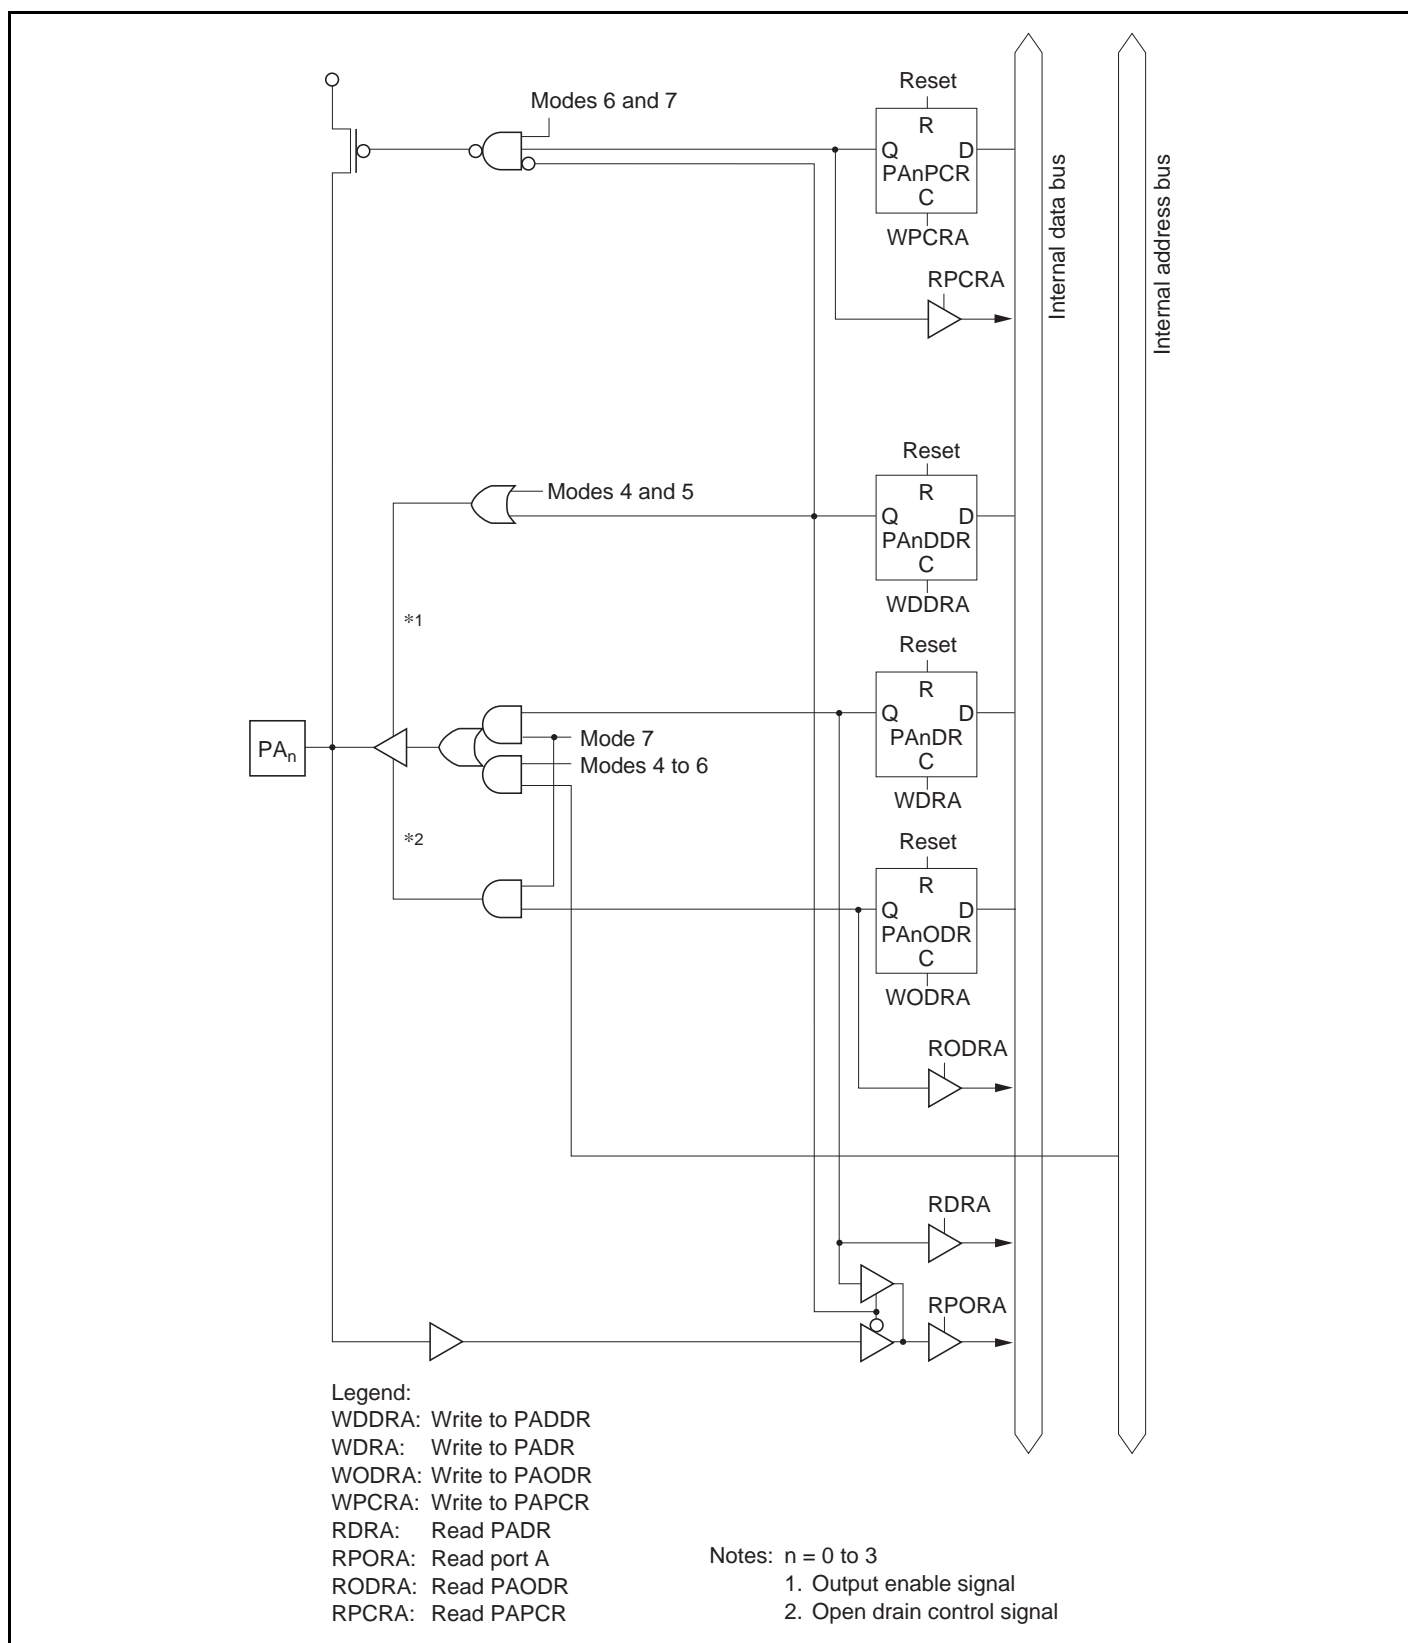 Reset
Modes 6 and 7
R
Q D
PAnPCR
C
WPCRA
RPCRA
Internal data bus
Internal address bus
Reset
Modes 4 and 5
R
Q D
PAnDDR
C
WDDRA
*1
Reset
R
Q D
PAnDR
C
WDRA
PAn
Mode 7
Modes 4 to 6
*2
Reset
R
Q D
PAnODR
C
WODRA
RODRA
RDRA
RPORA
Legend:
WDDRA: Write to PADDR
WDRA: Write to PADR
WODRA: Write to PAODR
WPCRA: Write to PAPCR
RDRA: Read PADR
RPORA: Read port A
RODRA: Read PAODR
RPCRA: Read PAPCR
Notes: n = 0 to 3
1. Output enable signal
2. Open drain control signal